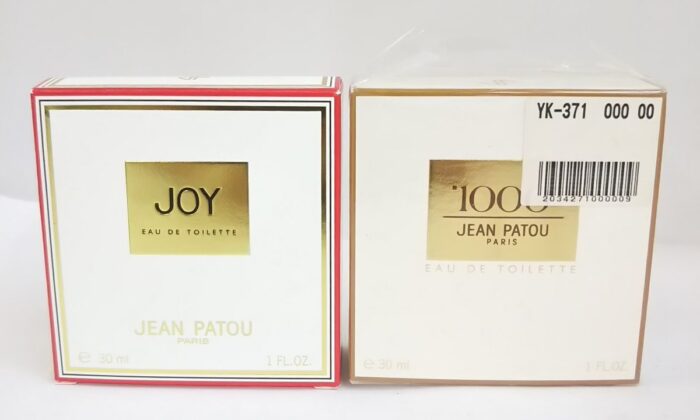 JOY
EAU DE TOILETTE
JEAN PATOU
PARIS
e 30 ml 1 FL.OZ.
YK-371 000 00
2034271000009
"1000"
JEAN PATOU
PARIS
EAU DE TOILETTE
e 30 ml 1 FL.OZ.